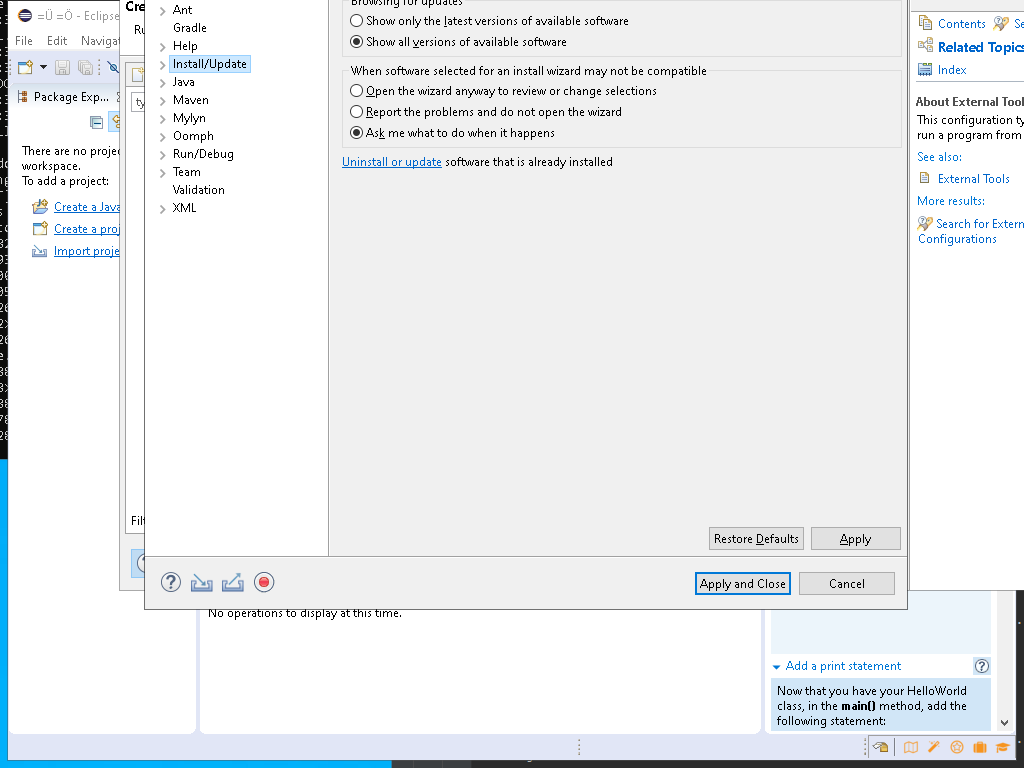 =Ü =Ö - Eclipse
File Edit Navigat
Package Exp...
There are no projec
workspace.
To add a project:
Create a Java
Create a proj
Import proje
Cre
Ru
ty
Filt
Ant
Gradle
Help
Install/Update
Java
Maven
Mylyn
Oomph
Run/Debug
Team
Validation
XML
Browsing for updates
Show only the latest versions of available software
Show all versions of available software
When software selected for an install wizard may not be compatible
Open the wizard anyway to review or change selections
Report the problems and do not open the wizard
Ask me what to do when it happens
Uninstall or update software that is already installed
Restore Defaults Apply
Apply and Close Cancel
Contents Se
Related Topics
Index
About External Tool
This configuration ty
run a program from
See also:
External Tools
More results:
Search for Extern
Configurations
No operations to display at this time.
Add a print statement
Now that you have your HelloWorld
class, in the main() method, add the
following statement: